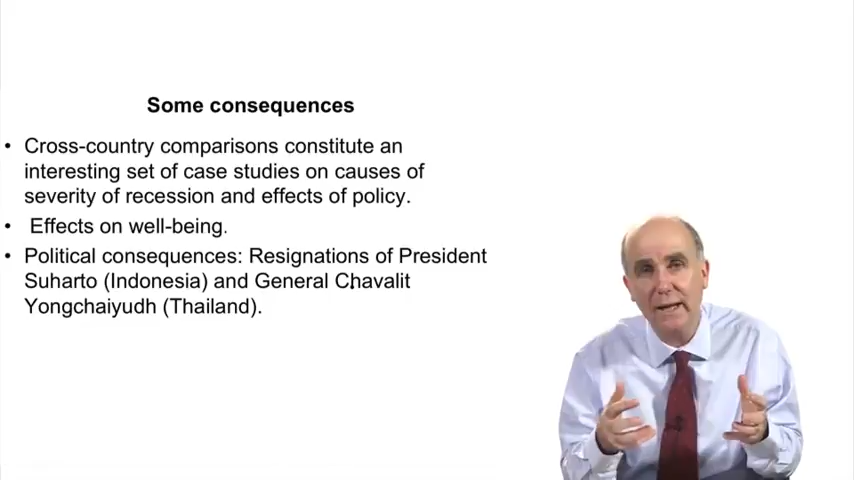 Some consequences
• Cross-country comparisons constitute an
interesting set of case studies on causes of
severity of recession and effects of policy.
• Effects on well-being.
• Political consequences: Resignations of President
Suharto (Indonesia) and General Chavalit
Yongchaiyudh (Thailand).